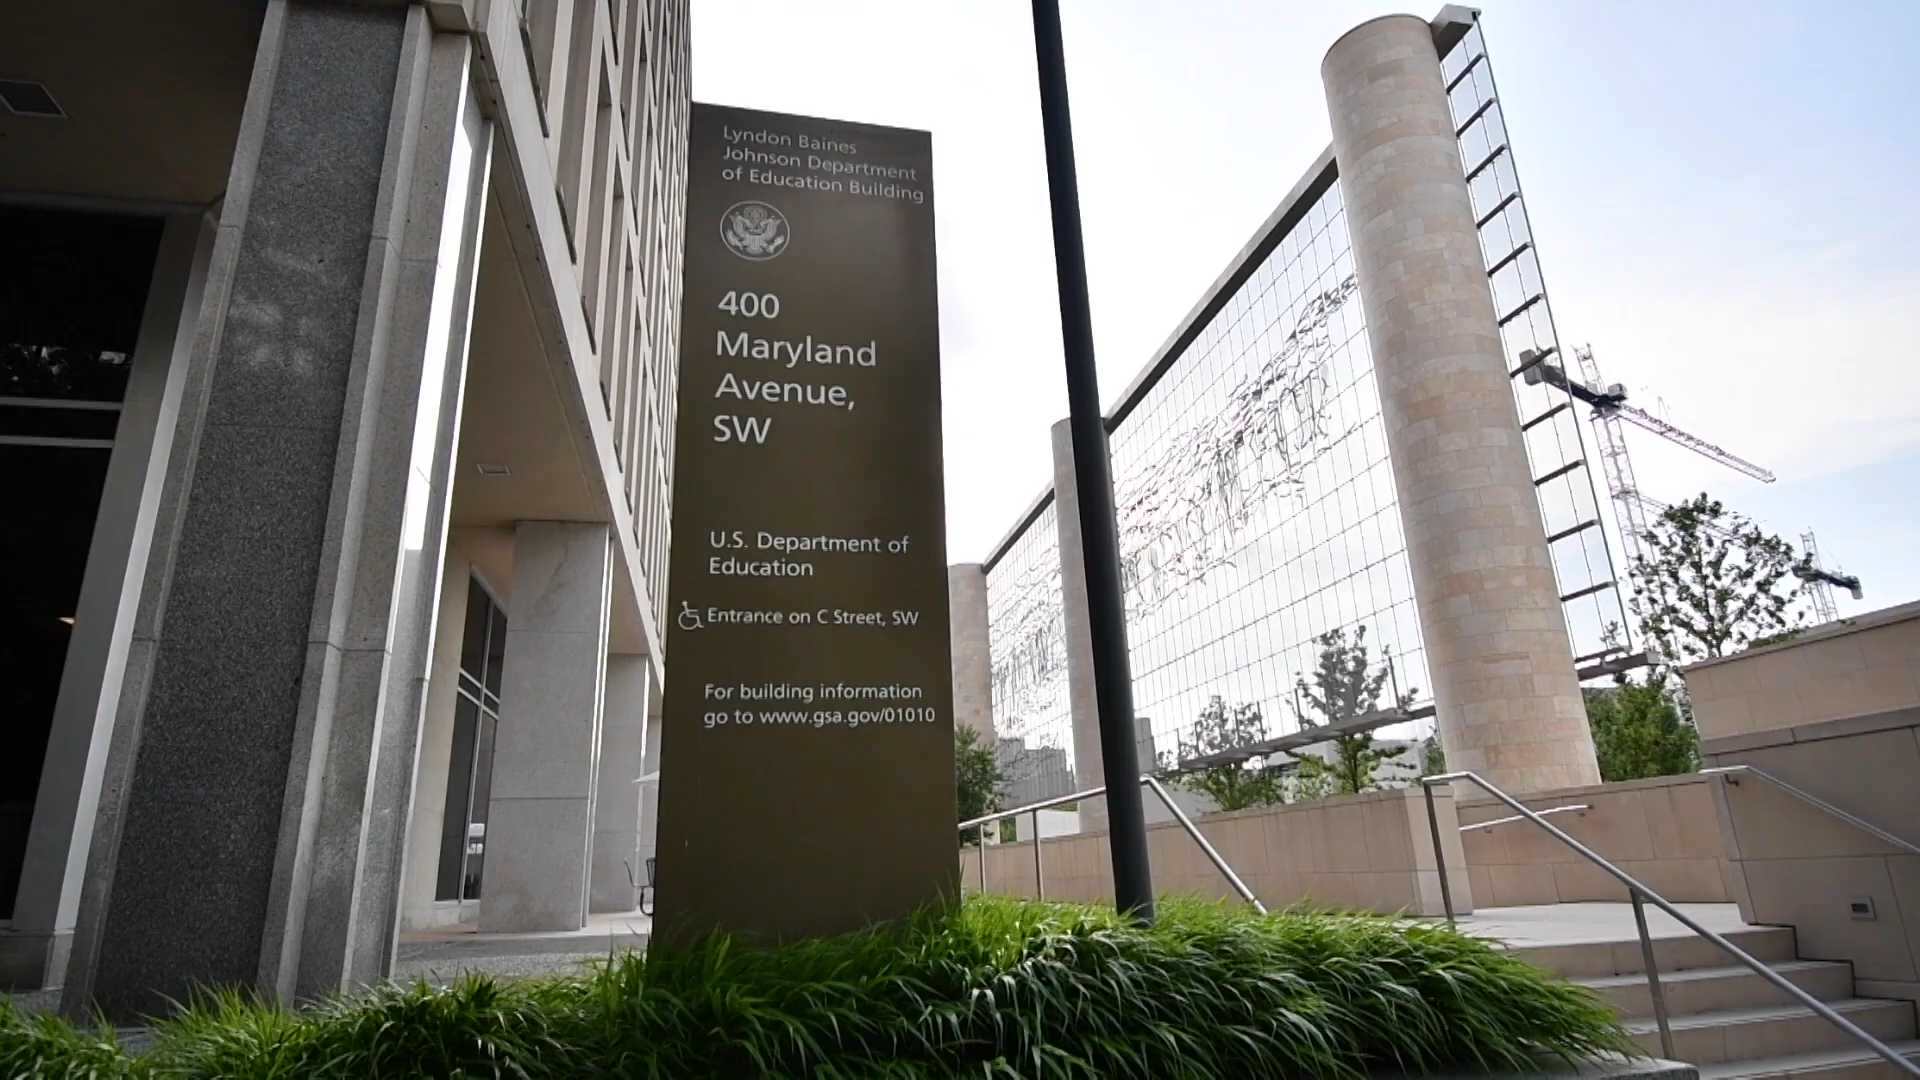 Lyndon Baines
Johnson Department
of Education Building
400
Maryland
Avenue,
SW
U.S. Department of
Education
Entrance on C Street, SW
For building information
go to www.gsa.gov/01010